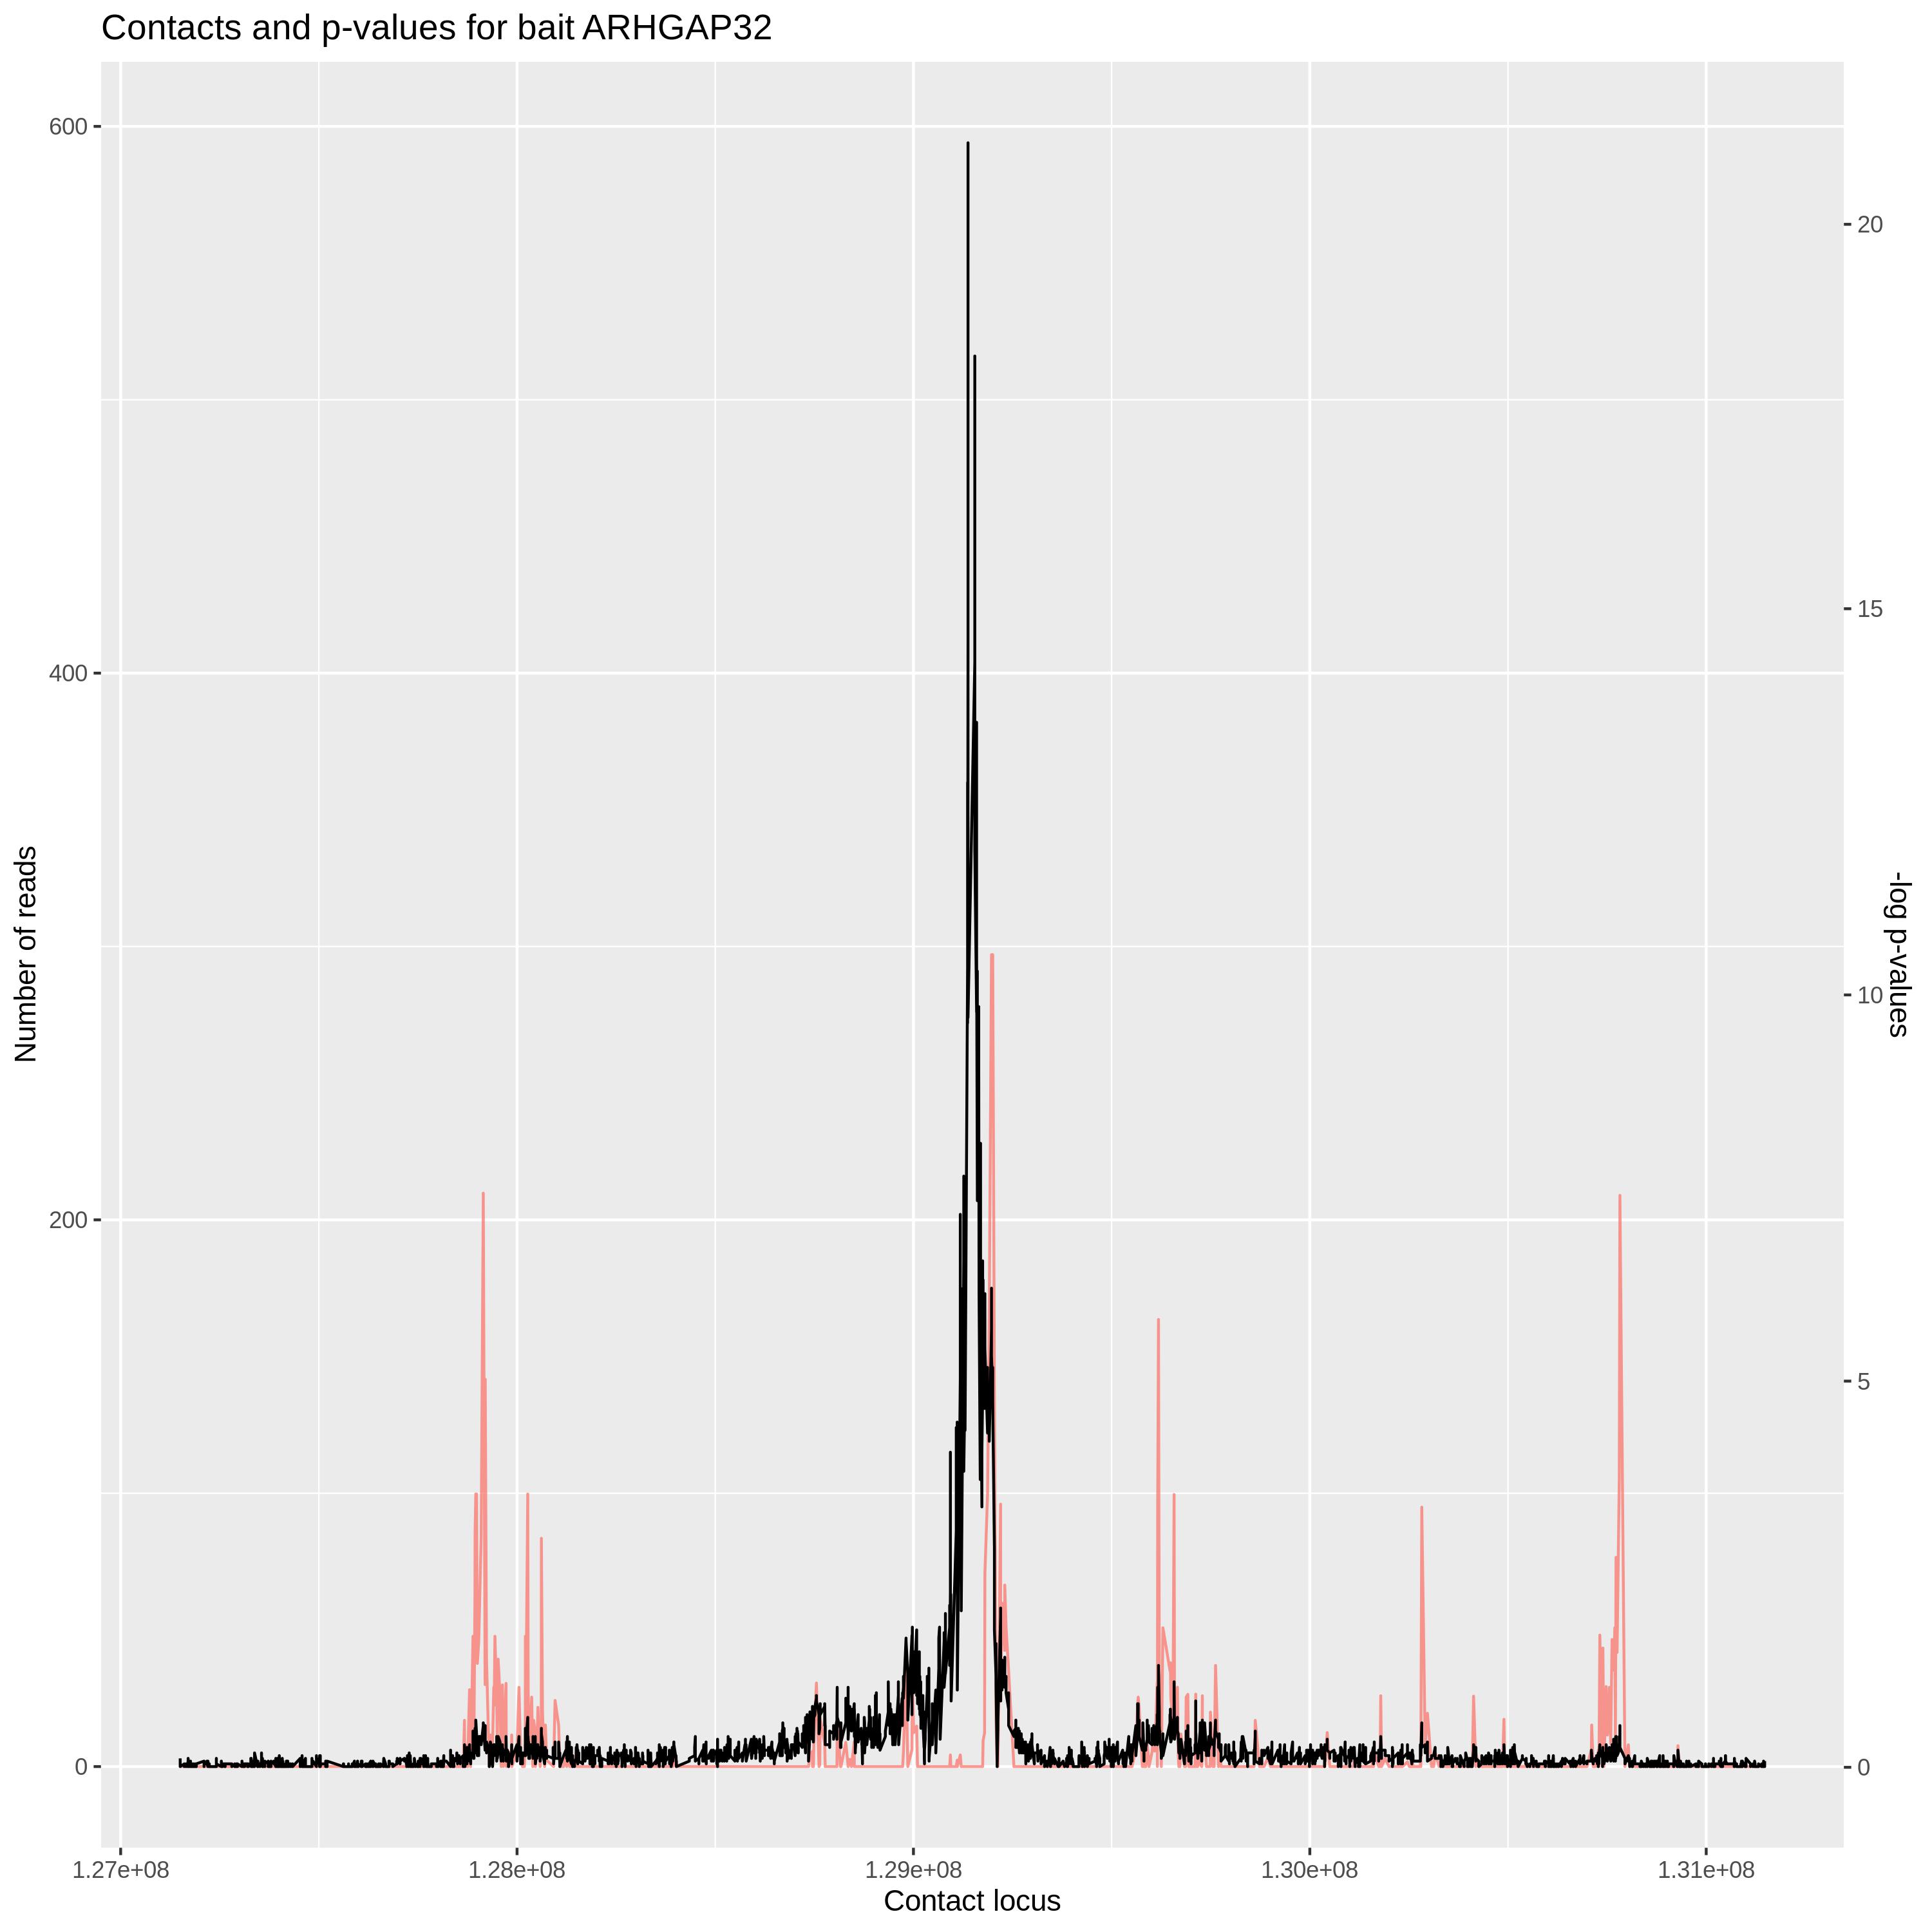 Contacts and p-values for bait ARHGAP32
600
400
200
0
Number of reads
20
15
10
5
0
-log p-values
1.27e+08
1.28e+08
1.29e+08
1.30e+08
1.31e+08
Contact locus